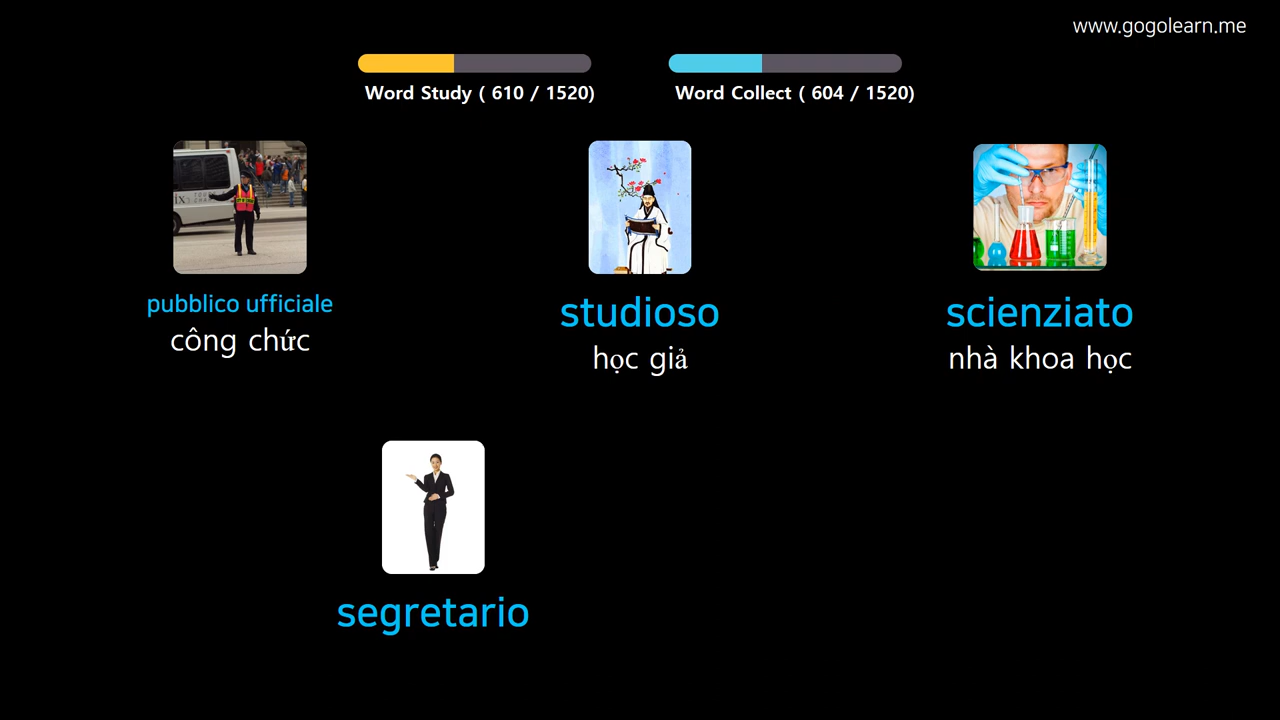 www.gogolearn.me
Word Study ( 610 / 1520)
Word Collect ( 604 / 1520)
pubblico ufficiale
công chức
studioso
học giả
scienziato
nhà khoa học
segretario